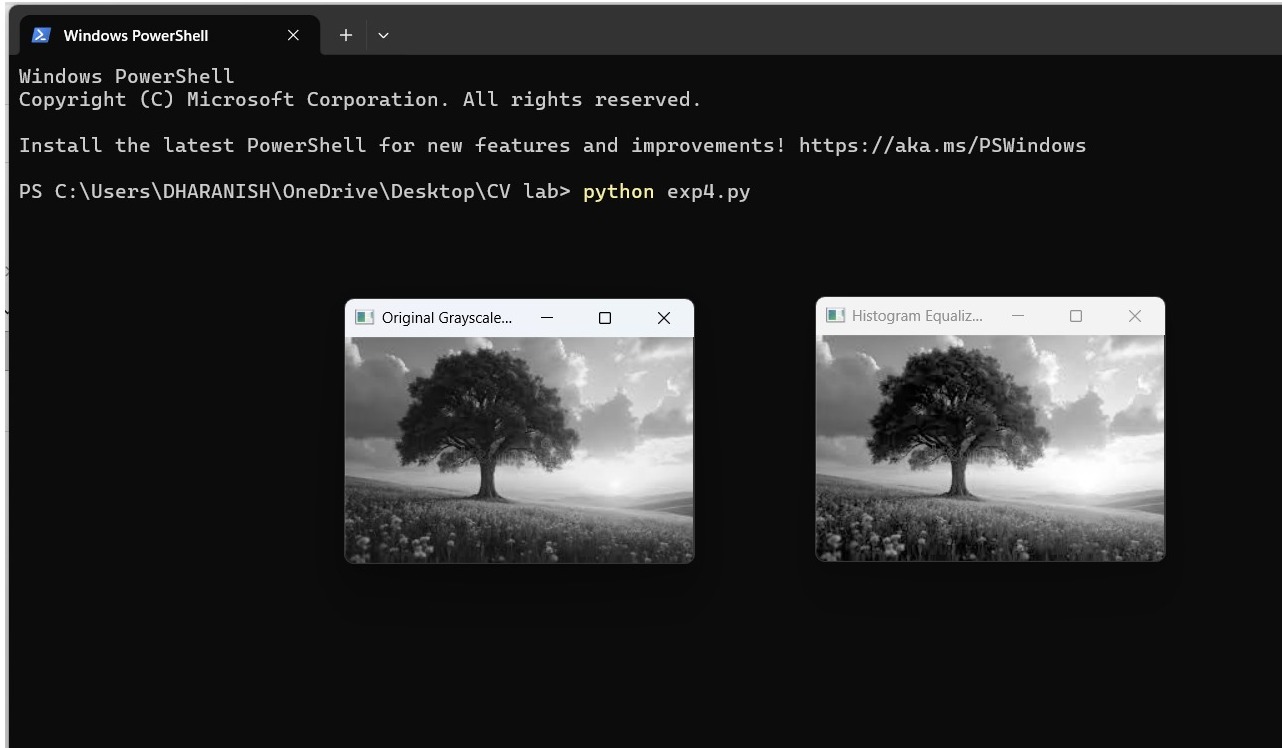 Windows PowerShell
Windows PowerShell
Copyright (C) Microsoft Corporation. All rights reserved.
Install the latest PowerShell for new features and improvements! https://aka.ms/PSWindows
PS C:\Users\DHARANISH\OneDrive\Desktop\CV lab> python exp4.py
Original Grayscale...
Histogram Equaliz...